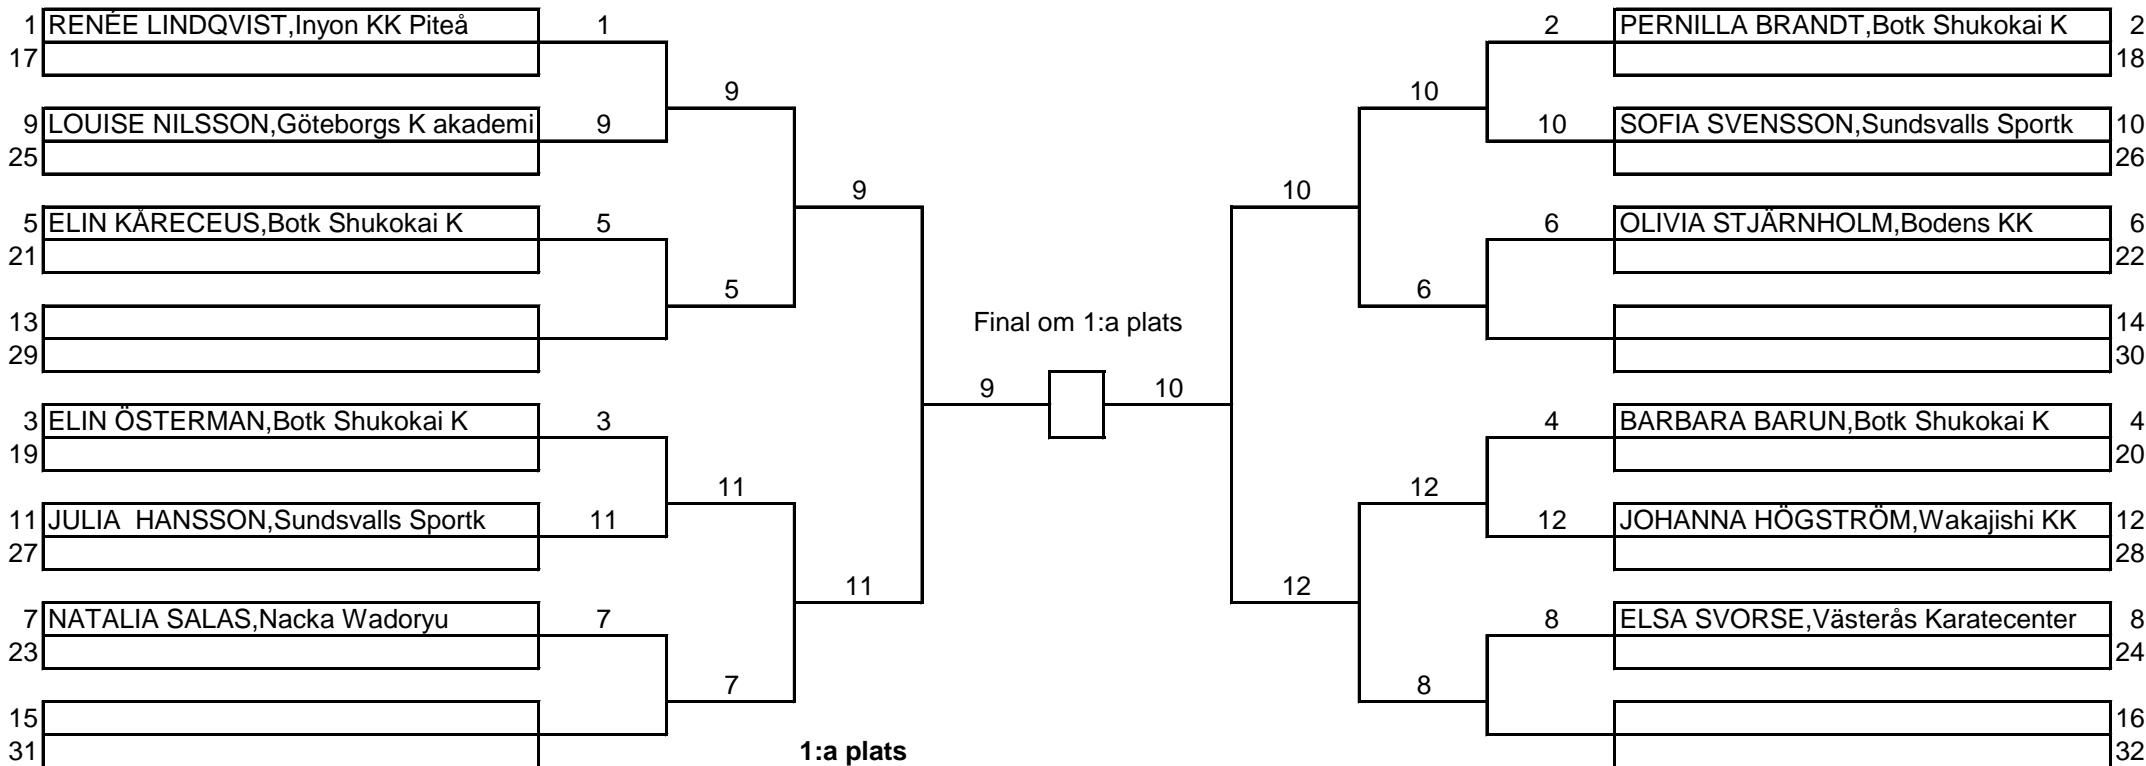 1 RENÉE LINDQVIST,Inyon KK Piteå 1 2 PERNILLA BRANDT,Botk Shukokai K 2
17 18
9 10
9 LOUISE NILSSON,Göteborgs K akademi 9 10 SOFIA SVENSSON,Sundsvalls Sportk 10
25 26
9 10
5 ELIN KÅRECEUS,Botk Shukokai K 5 6 OLIVIA STJÄRNHOLM,Bodens KK 6
21 22
5 6
13 Final om 1:a plats 14
29 30
9 10
3 ELIN ÖSTERMAN,Botk Shukokai K 3 4 BARBARA BARUN,Botk Shukokai K 4
19 20
11 12
11 JULIA  HANSSON,Sundsvalls Sportk 11 12 JOHANNA HÖGSTRÖM,Wakajishi KK 12
27 28
11 12
7 NATALIA SALAS,Nacka Wadoryu 7 8 ELSA SVORSE,Västerås Karatecenter 8
23 24
7 8
15 16
31 1:a plats 32